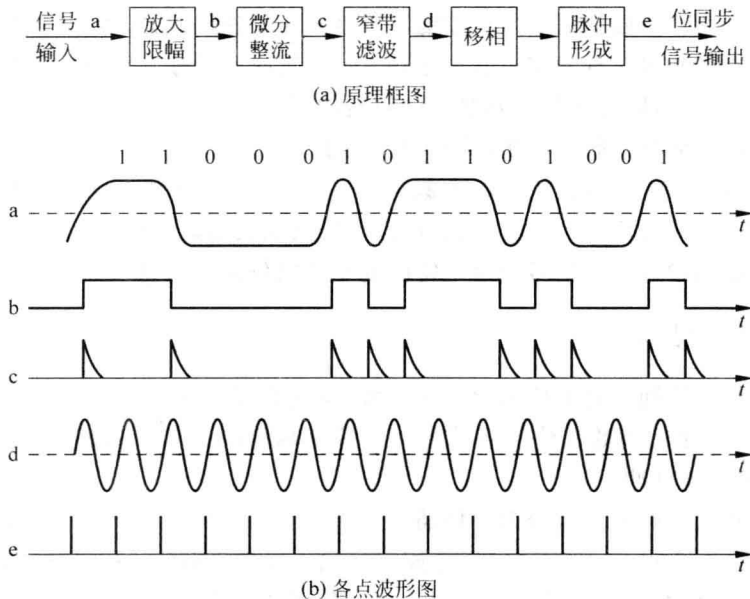 信号 a 放大 b 微分 c 窄带 d 移相 脉冲 e 位同步
输入 限幅 整流 滤波 形成 信号输出
(a) 原理框图
1 1 0 0 0 1 0 1 1 0 1 0 0 1
a t
b t
c t
d t
e t
(b) 各点波形图